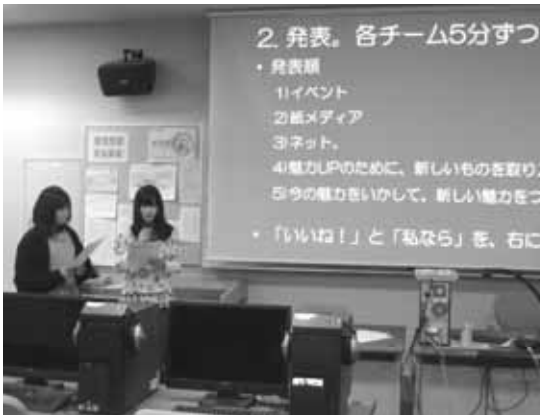 2. 発表。各チーム5分ずつ
• 発表順
1)イベント
2)紙メディア
3)ネット。
4)魅力UPのために、新しいものを取り
5)今の魅力をいかして、新しい魅力をつ
• 「いいね！」と「私なら」を、右に